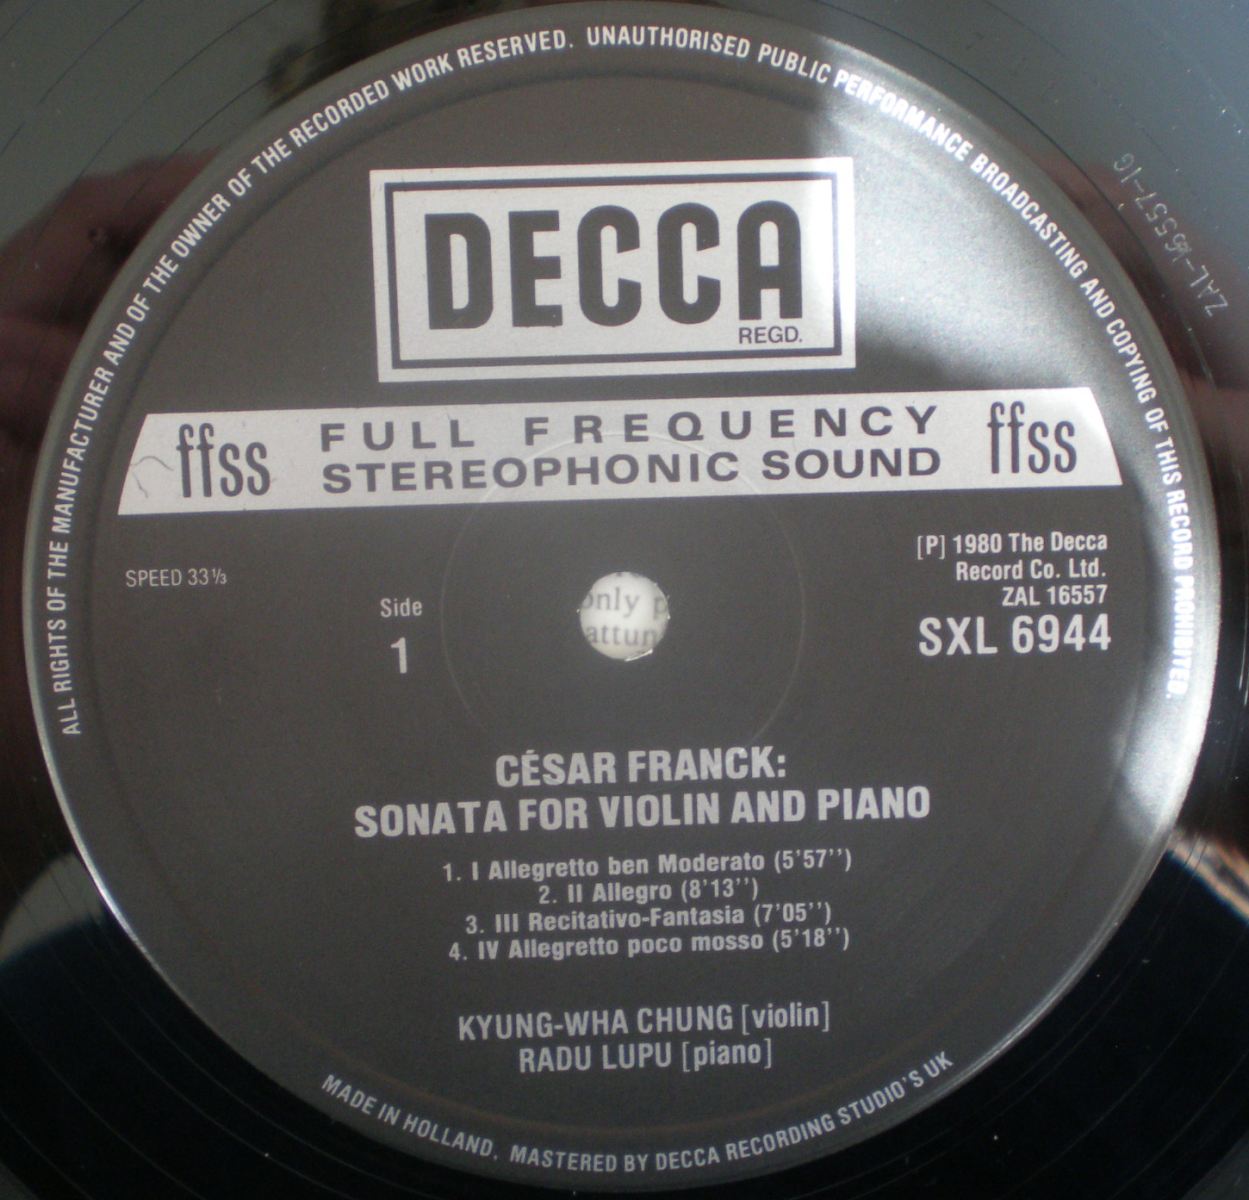 ALL RIGHTS OF THE MANUFACTURER AND OF THE OWNER OF THE RECORDED WORK RESERVED. UNAUTHORISED PUBLIC PERFORMANCE BROADCASTING AND COPYING OF THIS RECORD PROHIBITED.
DECCA
REGD.
ffss FULL FREQUENCY ffss
STEREOPHONIC SOUND
SPEED 33⅓
Side
1
[P] 1980 The Decca
Record Co. Ltd.
ZAL 16557
SXL 6944
only p
attun
CÉSAR FRANCK:
SONATA FOR VIOLIN AND PIANO
1. I Allegretto ben Moderato (5'57'')
2. II Allegro (8'13'')
3. III Recitativo-Fantasia (7'05'')
4. IV Allegretto poco mosso (5'18'')
KYUNG-WHA CHUNG [violin]
RADU LUPU [piano]
MADE IN HOLLAND. MASTERED BY DECCA RECORDING STUDIO'S UK
ZAL-16557-1G